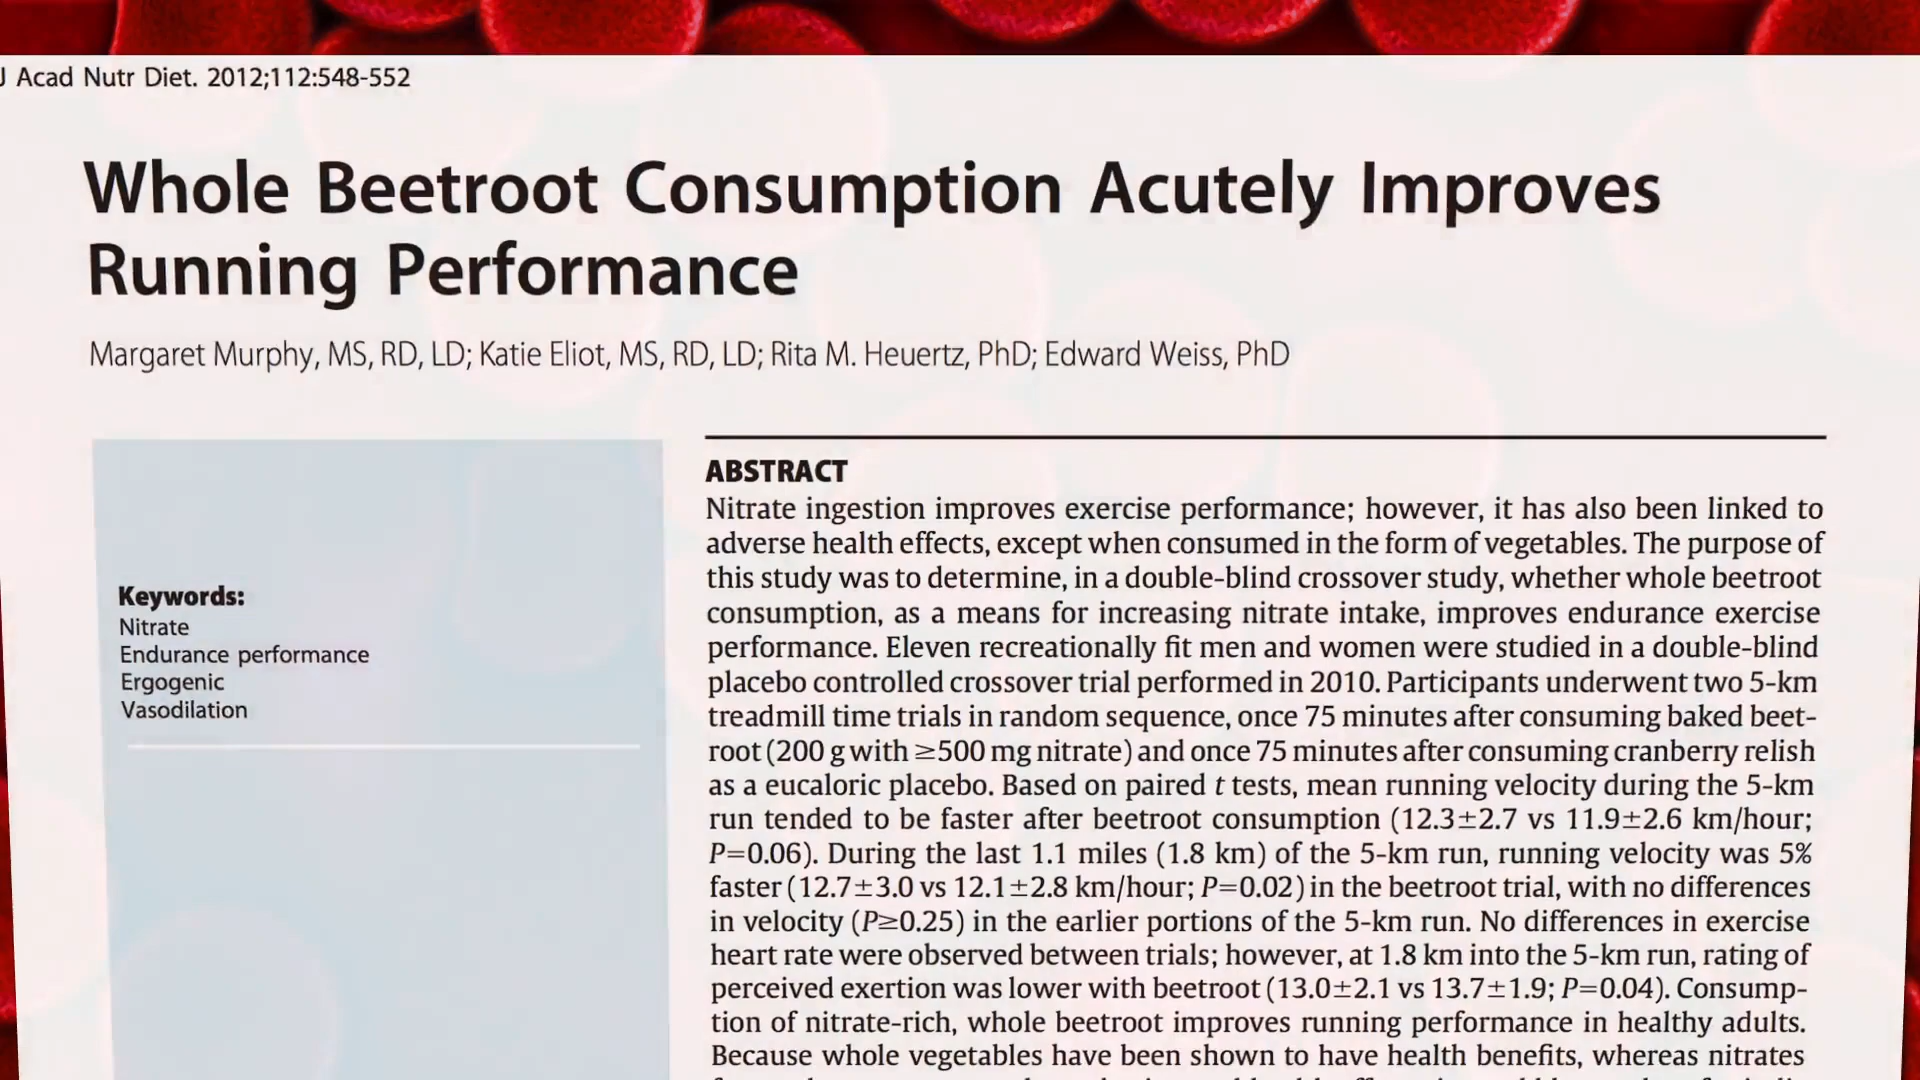 J Acad Nutr Diet. 2012;112:548-552
Whole Beetroot Consumption Acutely Improves
Running Performance
Margaret Murphy, MS, RD, LD; Katie Eliot, MS, RD, LD; Rita M. Heuertz, PhD; Edward Weiss, PhD
Keywords:
Nitrate
Endurance performance
Ergogenic
Vasodilation
ABSTRACT
Nitrate ingestion improves exercise performance; however, it has also been linked to
adverse health effects, except when consumed in the form of vegetables. The purpose of
this study was to determine, in a double-blind crossover study, whether whole beetroot
consumption, as a means for increasing nitrate intake, improves endurance exercise
performance. Eleven recreationally fit men and women were studied in a double-blind
placebo controlled crossover trial performed in 2010. Participants underwent two 5-km
treadmill time trials in random sequence, once 75 minutes after consuming baked beet-
root (200 g with ≥500 mg nitrate) and once 75 minutes after consuming cranberry relish
as a eucaloric placebo. Based on paired t tests, mean running velocity during the 5-km
run tended to be faster after beetroot consumption (12.3±2.7 vs 11.9±2.6 km/hour;
P=0.06). During the last 1.1 miles (1.8 km) of the 5-km run, running velocity was 5%
faster (12.7±3.0 vs 12.1±2.8 km/hour; P=0.02) in the beetroot trial, with no differences
in velocity (P≥0.25) in the earlier portions of the 5-km run. No differences in exercise
heart rate were observed between trials; however, at 1.8 km into the 5-km run, rating of
perceived exertion was lower with beetroot (13.0±2.1 vs 13.7±1.9; P=0.04). Consump-
tion of nitrate-rich, whole beetroot improves running performance in healthy adults.
Because whole vegetables have been shown to have health benefits, whereas nitrates